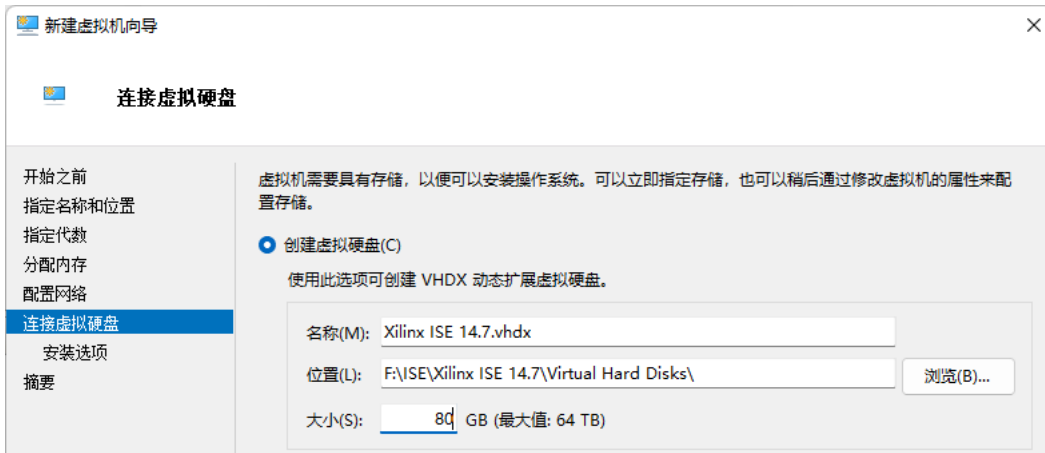 新建虚拟机向导
连接虚拟硬盘
开始之前
指定名称和位置
指定代数
分配内存
配置网络
连接虚拟硬盘
安装选项
摘要
虚拟机需要具有存储，以便可以安装操作系统。可以立即指定存储，也可以稍后通过修改虚拟机的属性来配
置存储。
创建虚拟硬盘(C)
使用此选项可创建 VHDX 动态扩展虚拟硬盘。
名称(M): Xilinx ISE 14.7.vhdx
位置(L): F:\ISE\Xilinx ISE 14.7\Virtual Hard Disks\ 浏览(B)...
大小(S): 80 GB (最大值: 64 TB)